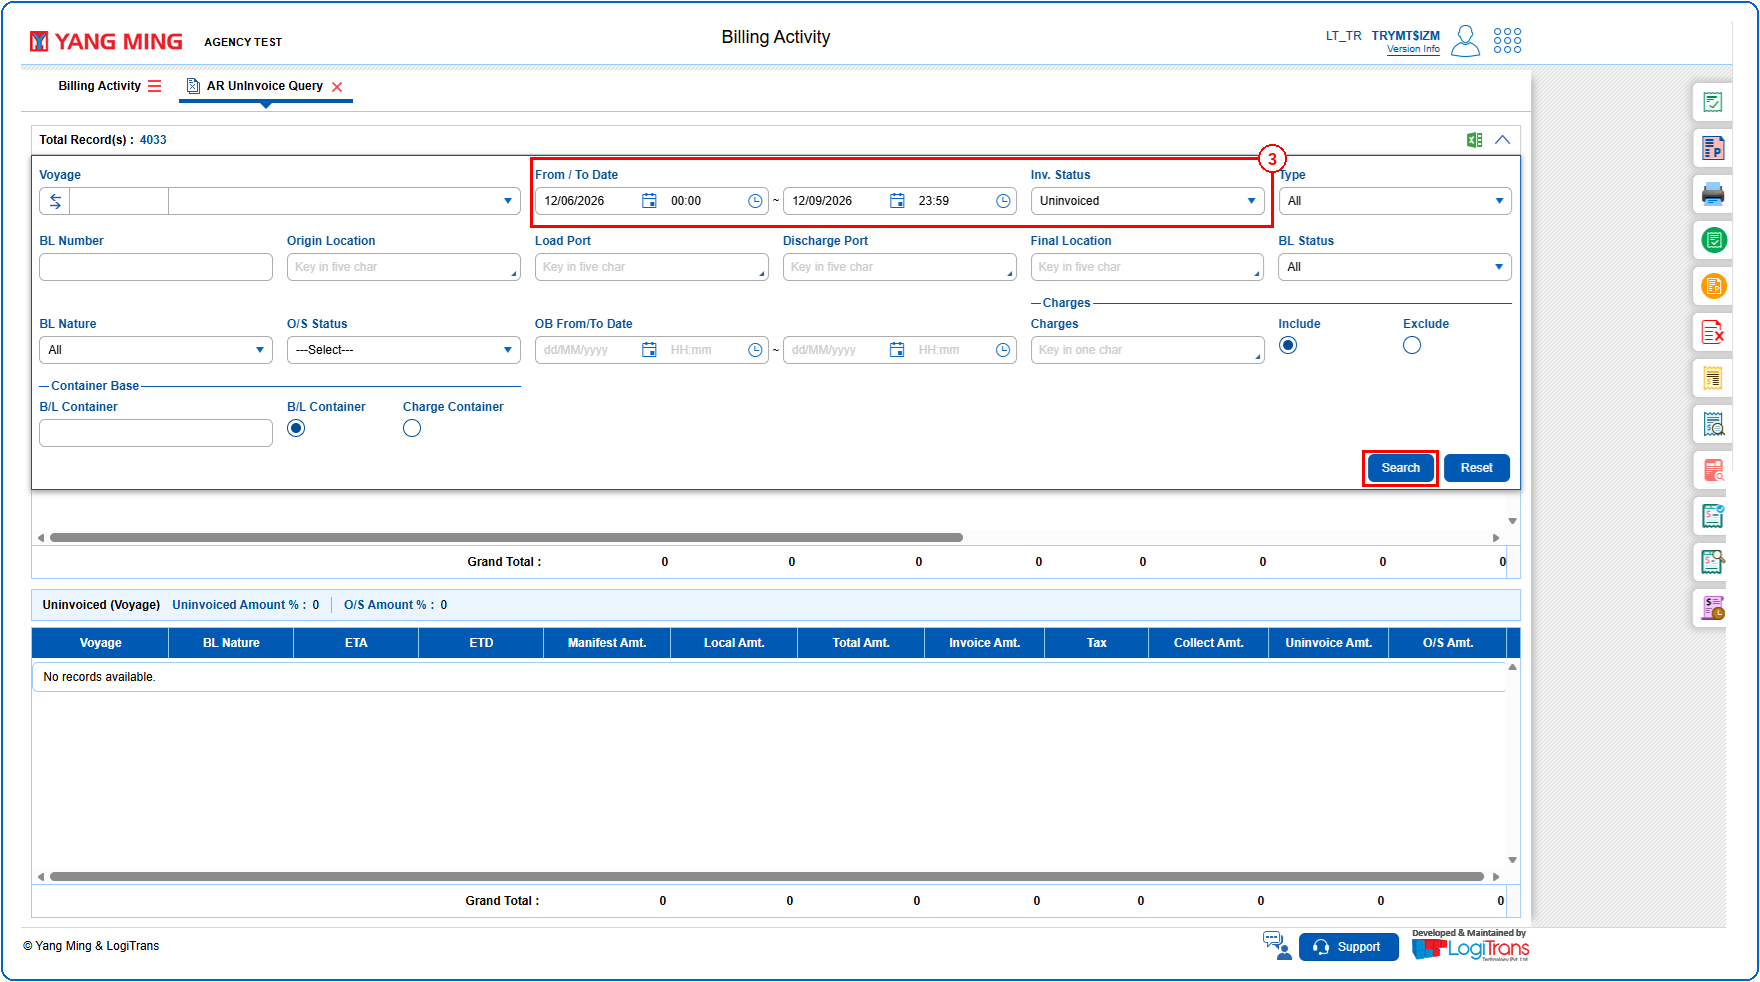 YANG MING AGENCY TEST
Billing Activity
LT_TR TRYMT$IZM
Version Info
Billing Activity
AR UnInvoice Query
Total Record(s) : 4033
3
Voyage From / To Date Inv. Status Type
12/06/2026 00:00 ~ 12/09/2026 23:59 Uninvoiced All
BL Number Origin Location Load Port Discharge Port Final Location BL Status
Key in five char Key in five char Key in five char Key in five char All
Charges
BL Nature O/S Status OB From/To Date Charges Include Exclude
All ---Select--- dd/MM/yyyy HH:mm ~ dd/MM/yyyy HH:mm Key in one char
Container Base
B/L Container B/L Container Charge Container
Search Reset
Grand Total : 0 0 0 0 0 0 0 0
Uninvoiced (Voyage) Uninvoiced Amount % : 0 O/S Amount % : 0
Voyage BL Nature ETA ETD Manifest Amt. Local Amt. Total Amt. Invoice Amt. Tax Collect Amt. Uninvoice Amt. O/S Amt.
No records available.
Grand Total : 0 0 0 0 0 0 0 0
© Yang Ming & LogiTrans
Support
Developed & Maintained by
LogiTrans
Technology Pvt. Ltd.